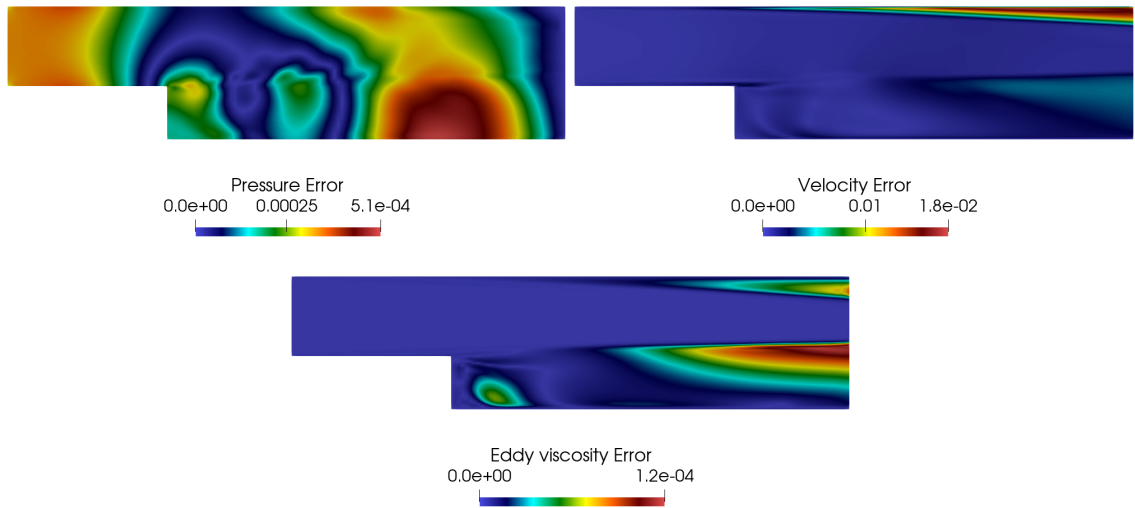 Pressure Error
0.0e+00 0.00025 5.1e-04
Velocity Error
0.0e+00 0.01 1.8e-02
Eddy viscosity Error
0.0e+00 1.2e-04